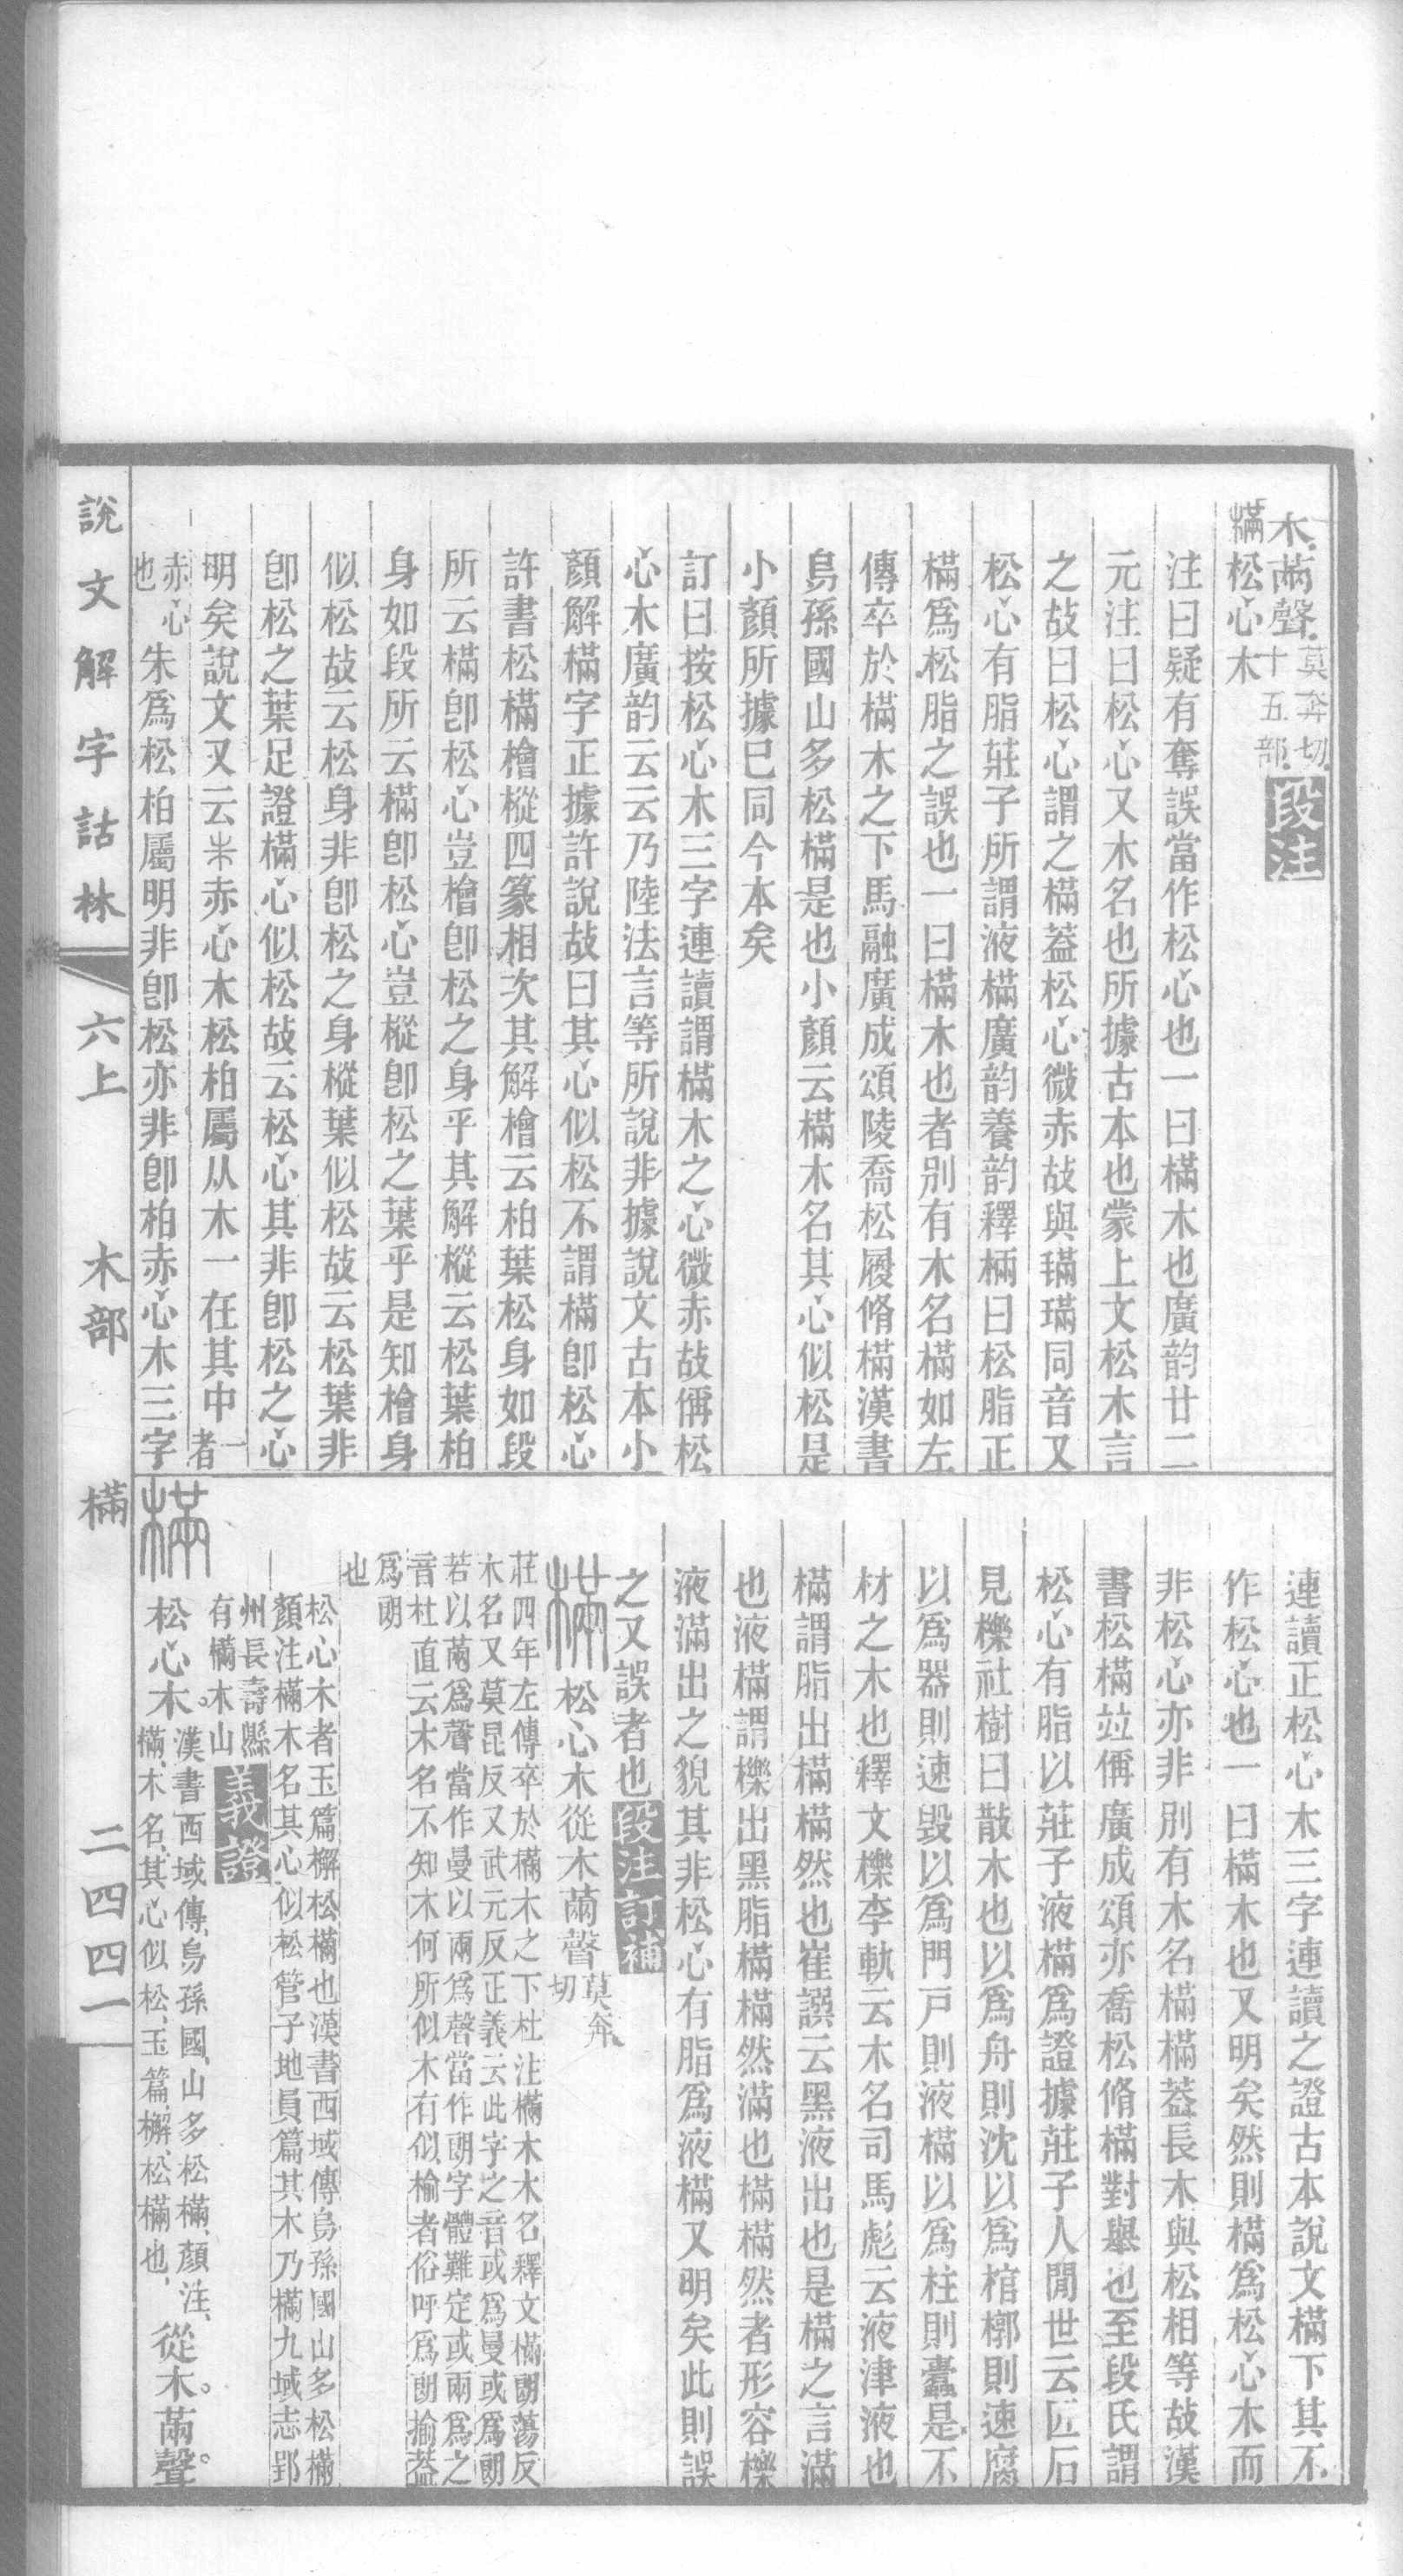 木㒼聲莫奔切十五部段注
樠松心木
注曰疑有奪誤當作松心也一曰樠木也廣韵廿二
元注曰松心又木名也所據古本也蒙上文松木言
之故曰松心謂之樠葢松心微赤故與𤯲璊同音又
松心有脂莊子所謂液樠廣韵養韵釋𣔖曰松脂正
樠爲松脂之誤也一曰樠木也者別有木名樠如左
傳卒於樠木之下馬融廣成頌陵喬松履脩樠漢書
烏孫國山多松樠是也小顏云樠木名其心似松是
小顏所據已同今本矣
訂曰按松心木三字連讀謂樠木之心微赤故偁松
心木廣韵云云乃陸法言等所說非據說文古本小
顏解樠字正據許說故曰其心似松不謂樠卽松心
許書松樠檜樅四篆相次其解檜云柏葉松身如段
所云樠卽松心豈檜卽松之身乎其解樅云松葉柏
身如段所云樠卽松心豈樅卽松之葉乎是知檜身
似松故云松身非卽松之身樅葉似松故云松葉非
卽松之葉足證樠心似松故云松心其非卽松之心
明矣說文又云朱赤心木松柏屬从木一在其中一者
赤心也朱爲松柏屬明非卽松亦非卽柏赤心木三字
連讀正松心木三字連讀之證古本說文樠下其不
作松心也一曰樠木也又明矣然則樠爲松心木而
非松心亦非別有木名樠樠葢長木與松相等故漢
書松樠竝偁廣成頌亦喬松脩樠對舉也至段氏謂
松心有脂以莊子液樠爲證據莊子人閒世云匠石
見櫟社樹曰散木也以爲舟則沈以爲棺槨則速腐
以爲器則速毀以爲門戸則液樠以爲柱則蠹是不
材之木也釋文樠李軌云木名司馬彪云液津液也
樠謂脂出樠樠然也崔譔云黑液出也是樠之言滿
也液樠謂櫟出黑脂樠樠然滿也樠樠然者形容櫟
液滿出之貌其非松心有脂爲液樠又明矣此則誤
之又誤者也段注訂補
樠松心木從木㒼聲莫奔切
莊四年左傳卒於樠木之下杜注樠木木名釋文樠朗蕩反
木名又莫昆反又武元反正義云此字之音或爲曼或爲朗
若以㒼爲聲當作曼以兩爲聲當作朗字體難定或兩爲之
音杜直云木名不知木何所似木有似榆者俗呼爲朗揄葢
爲朗
也
松心木者玉篇檞松樠也漢書西域傳烏孫國山多松樠
顏注樠木名其心似松管子地員篇其木乃樠九域志郢
州長壽縣
有樠木山義證
樠松心木漢書西域傳烏孫國山多松樠顏注
樠木名其心似松玉篇檞松樠也從木㒼聲
說文解字詁林 六上 木部 樠 二四四一